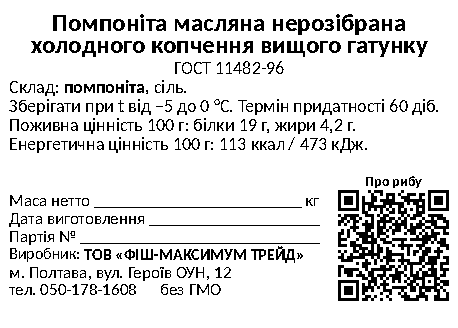 Помпоніта масляна нерозібрана
холодного копчення вищого гатунку
ГОСТ 11482-96
Склад: помпоніта, сіль.
Зберігати при t від −5 до 0 °С. Термін придатності 60 діб.
Поживна цінність 100 г: білки 19 г, жири 4,2 г.
Енергетична цінність 100 г: 113 ккал / 473 кДж.
Про рибу
Маса нетто ______________________ кг
Дата виготовлення ______________________
Партія № ______________________
Виробник: ТОВ «ФІШ-МАКСИМУМ ТРЕЙД»
м. Полтава, вул. Героїв ОУН, 12
тел. 050-178-1608 без ГМО